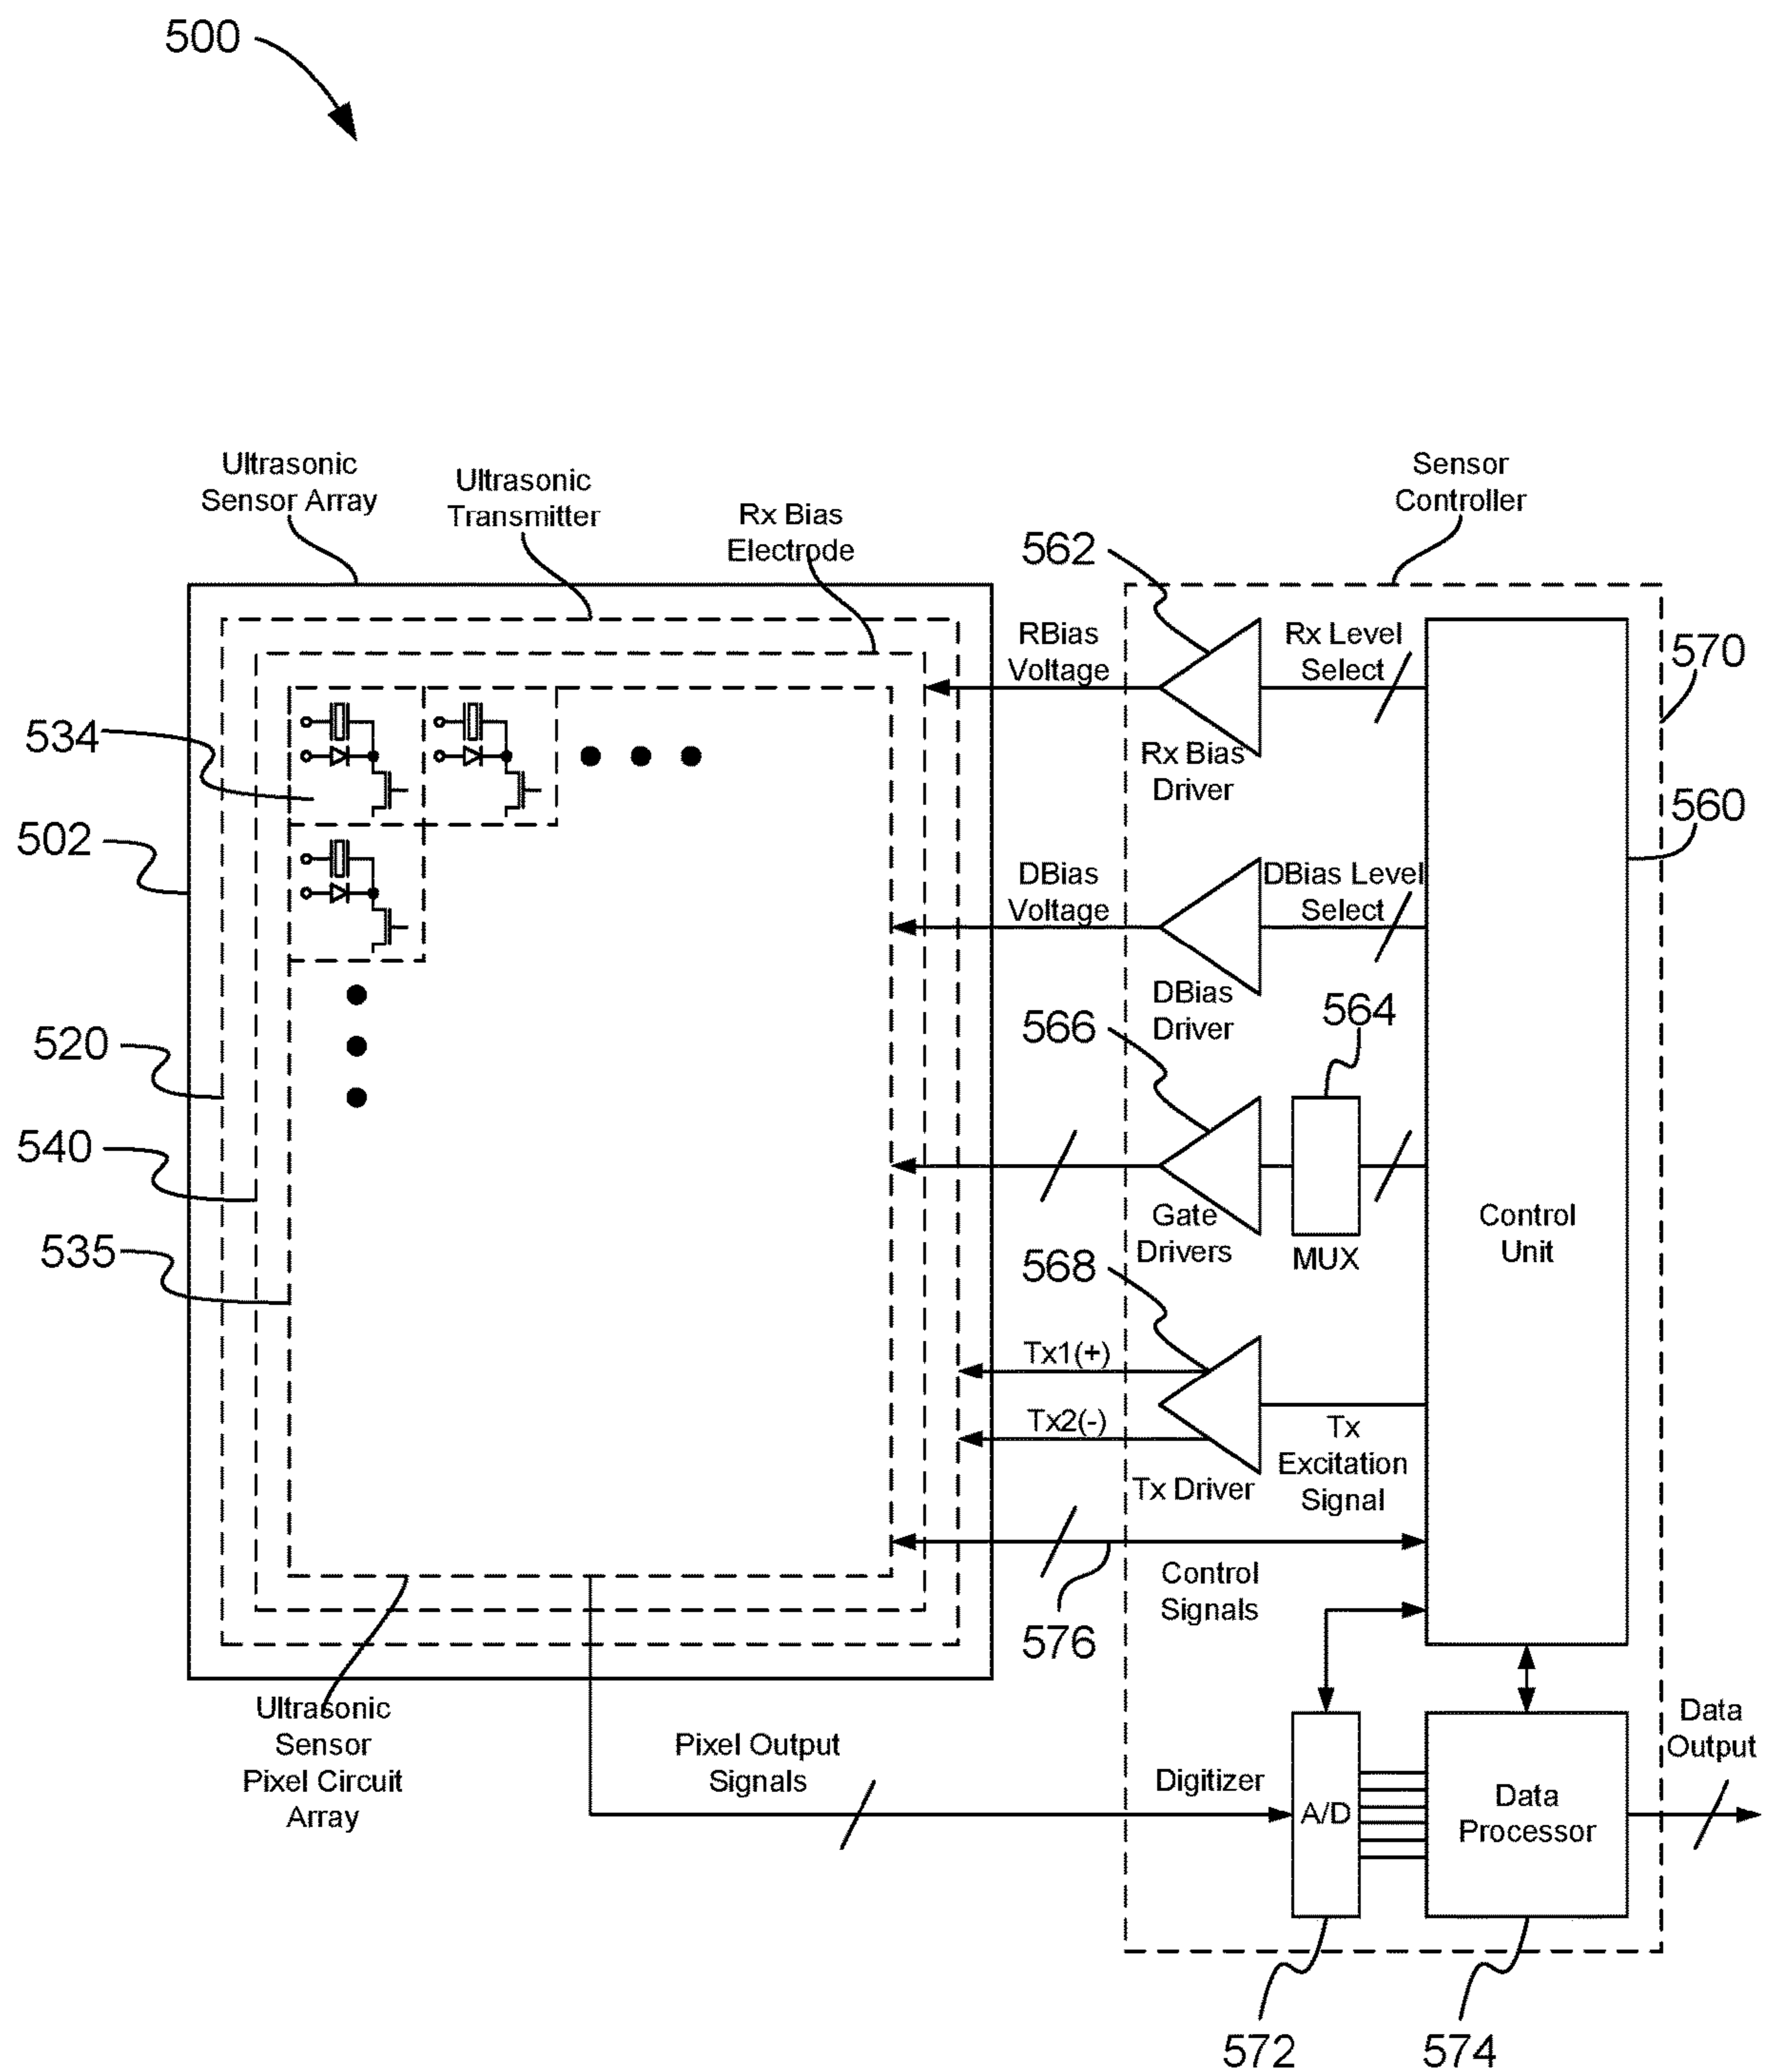 500
Ultrasonic
Sensor Array
Ultrasonic
Transmitter
Rx Bias
Electrode
Sensor
Controller
562
RBias
Voltage
Rx Level
Select
570
534
Rx Bias
Driver
560
502
DBias
Voltage
DBias Level
Select
DBias
Driver
564
566
520
540
Gate
Drivers
MUX
Control
Unit
535
568
Tx1(+)
Tx2(-)
Tx
Excitation
Signal
Tx Driver
Control
Signals
576
Ultrasonic
Sensor
Pixel Circuit
Array
Pixel Output
Signals
Digitizer
A/D
Data
Processor
Data
Output
572
574